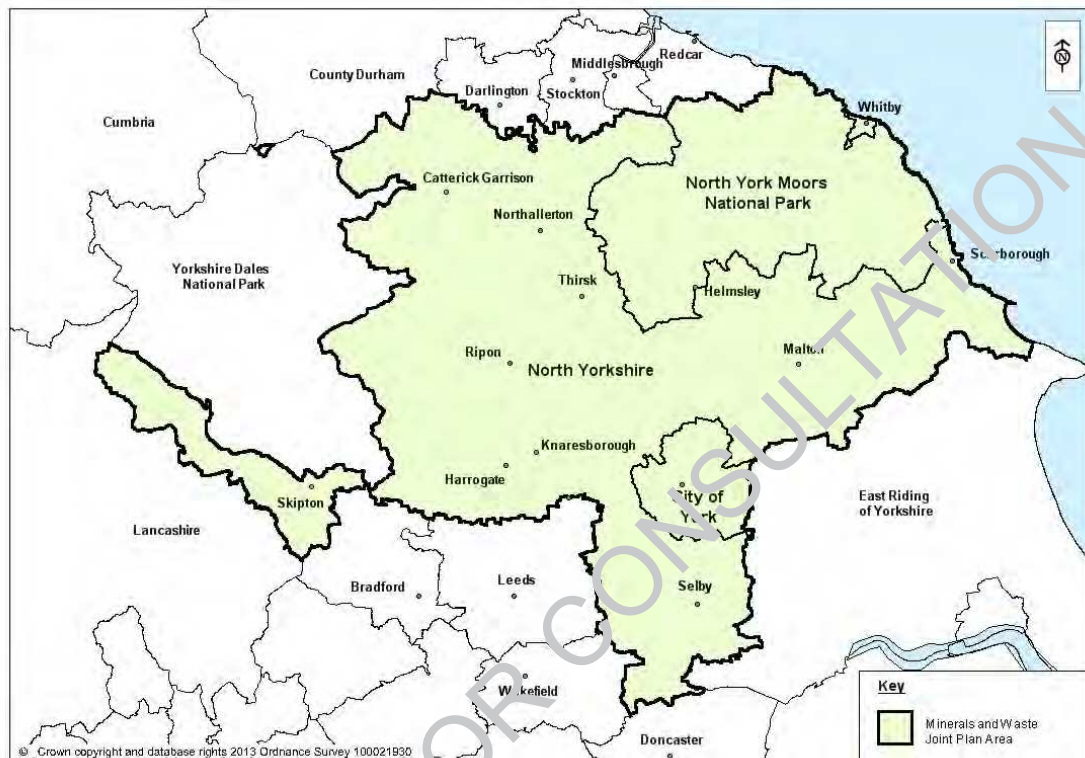 Redcar
Middlesbrough
County Durham
Stockton
Darlington
Cumbria
Whitby
Catterick Garrison
North York Moors
National Park
Northallerton
Scarborough
Yorkshire Dales
National Park
Thirsk
Helmsley
Ripon
North Yorkshire
Malton
Knaresborough
Harrogate
City of
York
Skipton
East Riding
of Yorkshire
Lancashire
Bradford
Leeds
Selby
Wakefield
Doncaster
Key
Minerals and Waste
Joint Plan Area
© Crown copyright and database rights 2013 Ordnance Survey 100021930
N
OR CONSULTATION